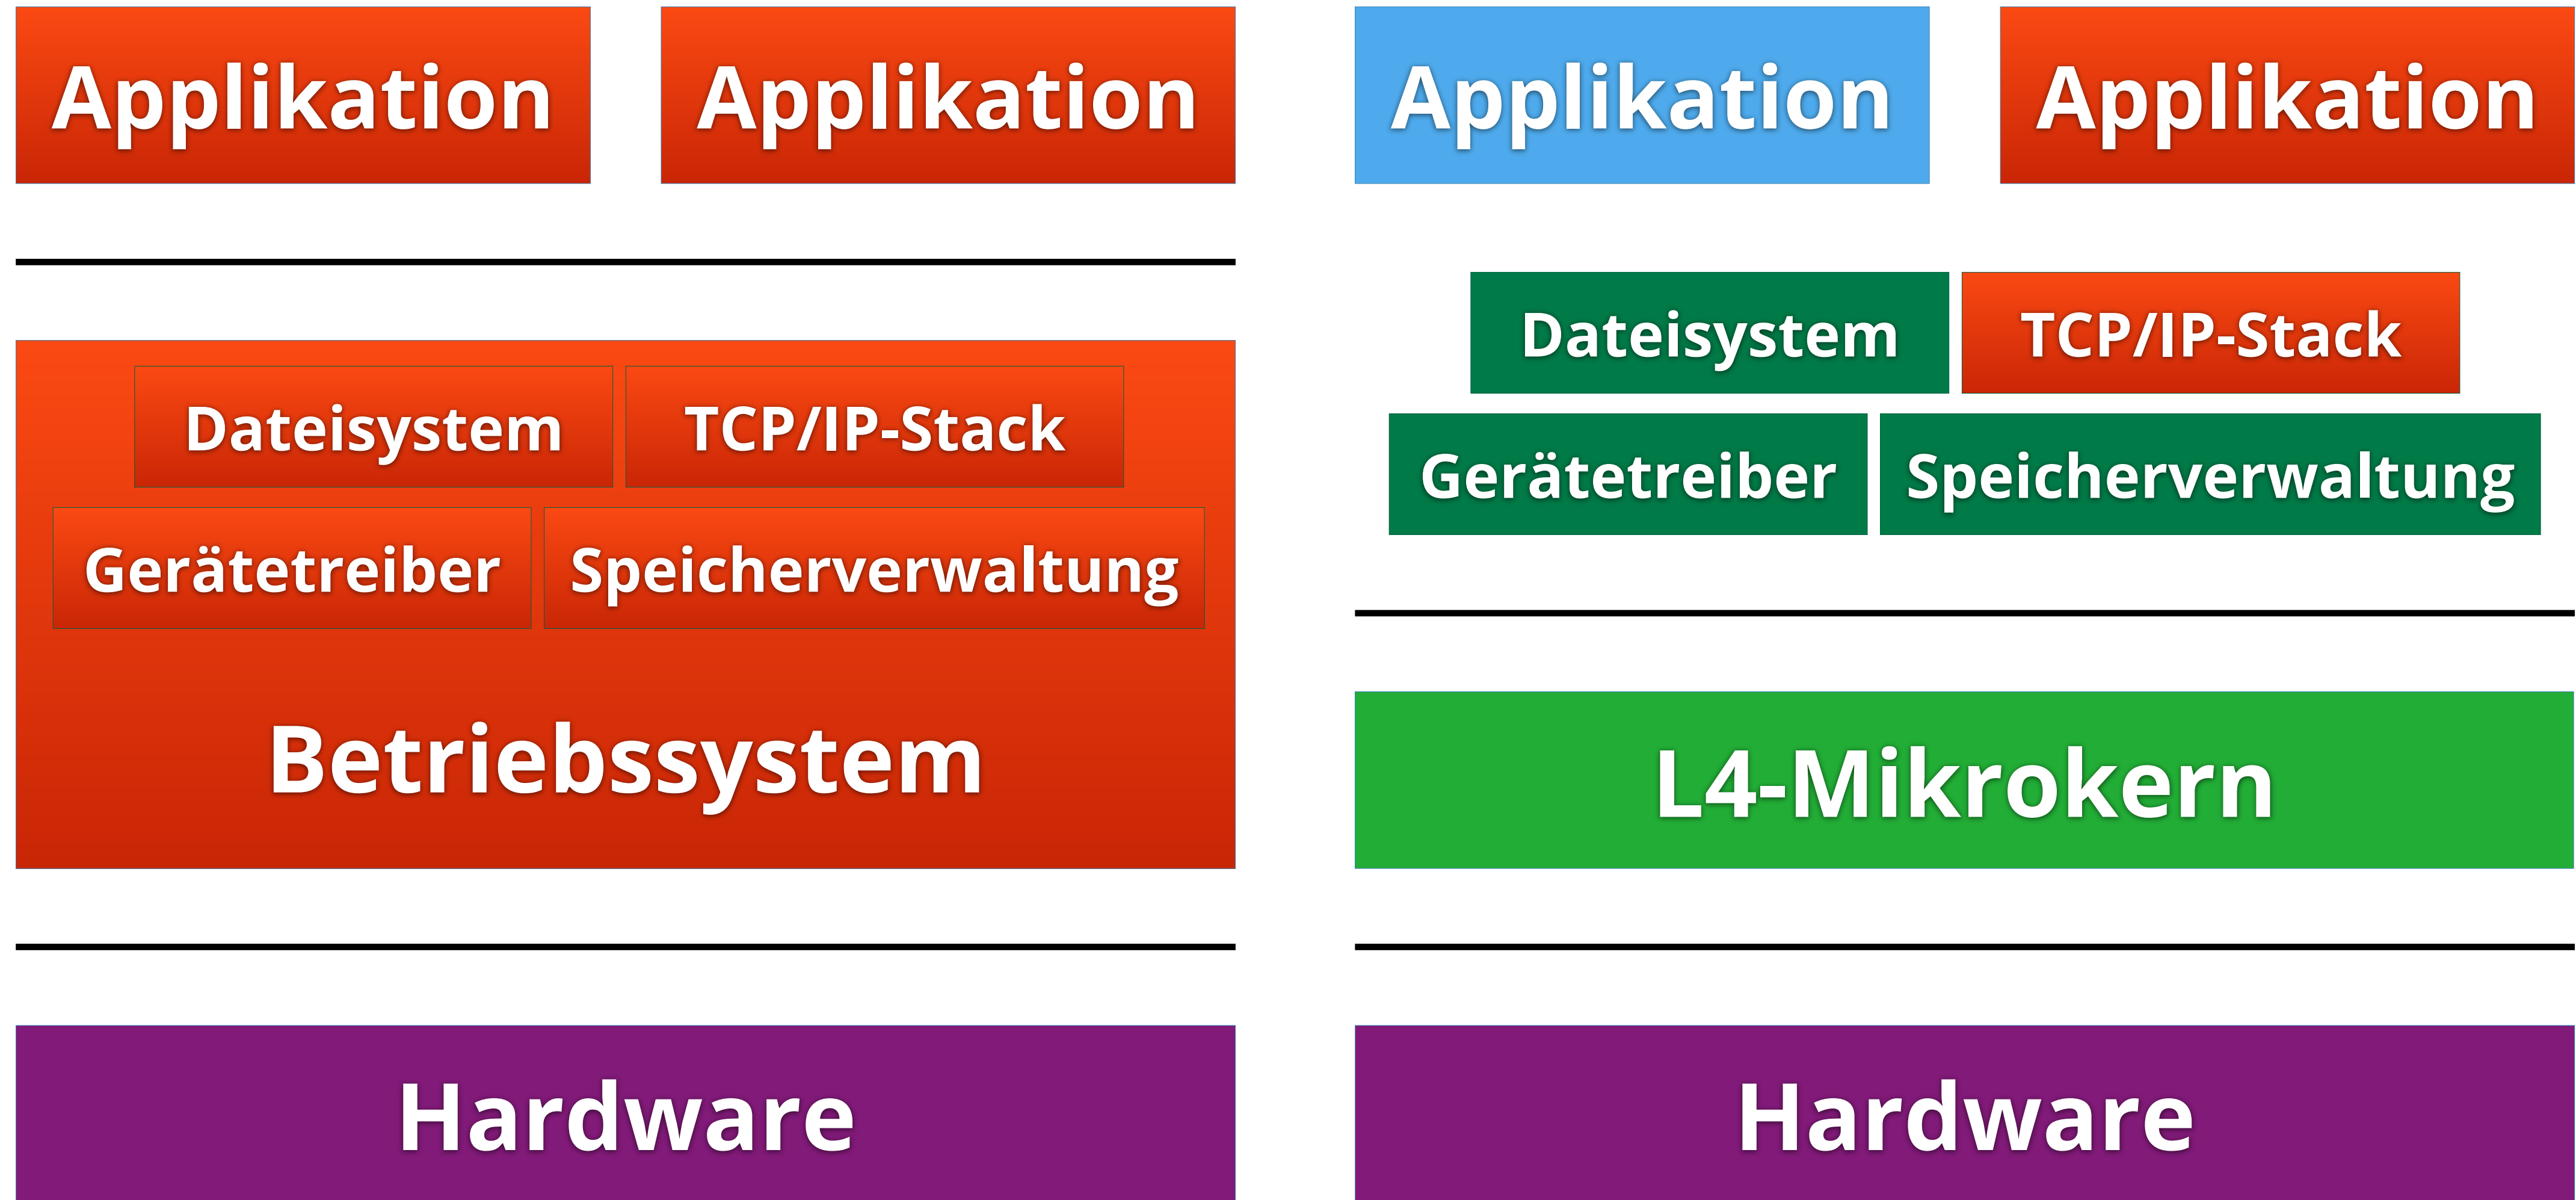 Applikation
Applikation
Dateisystem
TCP/IP-Stack
Gerätetreiber
Speicherverwaltung
Betriebssystem
Hardware
Applikation
Applikation
Dateisystem
TCP/IP-Stack
Gerätetreiber
Speicherverwaltung
L4-Mikrokern
Hardware